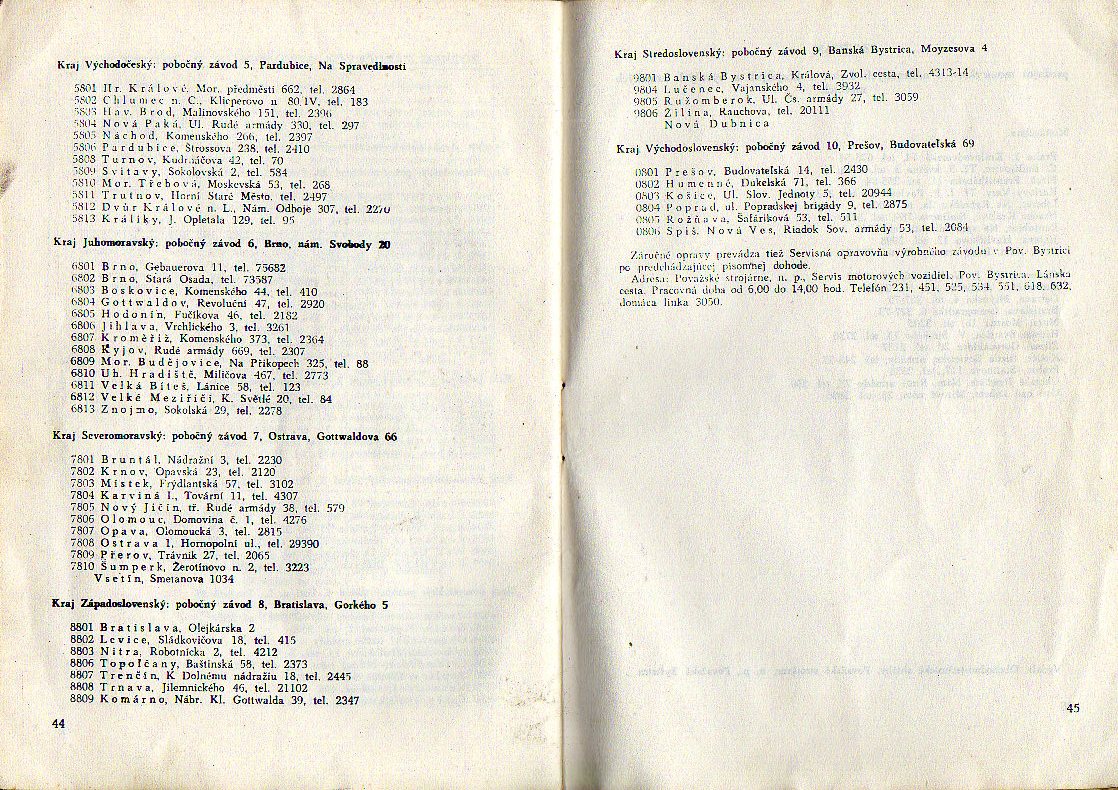 Kraj Východočeský: pobočný závod 5, Pardubice, Na Spravedlnosti
5801 Hr. Králové, Mor. předměstí 662, tel. 2864
5802 Chlumec n. C., Klicperovo n 80 IV, tel. 183
5803 Hav. Brod, Malinovského 151, tel. 2396
5804 Nová Paká, Ul. Rudé armády 330, tel. 297
5805 Náchod, Komenského 266, tel. 2397
5806 Pardubice, Štrossova 238, tel. 2410
5808 Turnov, Kudrnáčova 42, tel. 70
5809 Svitavy, Sokolovská 2, tel. 584
5810 Mor. Třebová, Moskevská 53, tel. 268
5811 Trutnov, Horní Staré Město, tel. 2497
5812 Dvůr Králové n. L., Nám. Odboje 307, tel. 2270
5813 Králíky, J. Opletala 129, tel. 95
Kraj Juhomoravský: pobočný závod 6, Brno, nám. Svobody 20
6801 Brno, Gebauerova 11, tel. 75682
6802 Brno, Stará Osada, tel. 73587
6803 Boskovice, Komenského 44, tel. 410
6804 Gottwaldov, Revoluční 47, tel. 2920
6805 Hodonín, Fučíkova 46, tel. 2182
6806 Jihlava, Vrchlického 3, tel. 3261
6807 Kroměříž, Komenského 373, tel. 2364
6808 Kyjov, Rudé armády 669, tel. 2307
6809 Mor. Budějovice, Na Příkopech 325, tel. 88
6810 Uh. Hradiště, Milíčova 467, tel. 2773
6811 Velká Bíteš, Lánice 58, tel. 123
6812 Velké Meziříčí, K. Světlé 20, tel. 84
6813 Znojmo, Sokolská 29, tel. 2278
Kraj Severomoravský: pobočný závod 7, Ostrava, Gottwaldova 66
7801 Bruntál, Nádražní 3, tel. 2230
7802 Krnov, Opavská 23, tel. 2120
7803 Místek, Frýdlantská 57, tel. 3102
7804 Karviná I., Tovární 11, tel. 4307
7805 Nový Jičín, tř. Rudé armády 38, tel. 579
7806 Olomouc, Domovina č. 1, tel. 4276
7807 Opava, Olomoucká 3, tel. 2815
7808 Ostrava 1, Hornopolní ul., tel. 29390
7809 Přerov, Trávník 27, tel. 2065
7810 Šumperk, Žerotínovo n. 2, tel. 3223
Vsetín, Smetanova 1034
Kraj Západoslovenský: pobočný závod 8, Bratislava, Gorkého 5
8801 Bratislava, Olejkárska 2
8802 Levice, Sládkovičova 18, tel. 415
8803 Nitra, Robotnícka 2, tel. 4212
8806 Topoľčany, Baštinská 58, tel. 2373
8807 Trenčín, K Dolnému nádražiu 18, tel. 2445
8808 Trnava, Jilemnického 46, tel. 21102
8809 Komárno, Nábr. Kl. Gottwalda 39, tel. 2347
44
Kraj Stredoslovenský: pobočný závod 9, Banská Bystrica, Moyzesova 4
9801 Banská Bystrica, Králová, Zvol. cesta, tel. 4313-14
9804 Lučenec, Vajanského 4, tel. 3932
9805 Ružomberok, Ul. Čs. armády 27, tel. 3059
9806 Žilina, Rauchova, tel. 20111
Nová Dubnica
Kraj Východoslovenský: pobočný závod 10, Prešov, Budovateľská 69
0801 Prešov, Budovateľská 14, tel. 2430
0802 Humenné, Dukelská 71, tel. 366
0803 Košice, Ul. Slov. Jednoty 5, tel. 20944
0804 Poprad, ul. Popradskej brigády 9, tel. 2875
0805 Rožňava, Šafáriková 53, tel. 511
0806 Spiš. Nová Ves, Riadok Sov. armády 53, tel. 2084
Záručné opravy prevádza tiež Servisná opravovňa výrobného závodu v Pov. Bystrici
po predchádzajúcej písomnej dohode.
Adresa: Považské strojárne, n. p., Servis motorových vozidiel, Pov. Bystrica, Lánska
cesta. Pracovná doba od 6,00 do 14,00 hod. Telefón 231, 451, 525, 534, 551, 618, 632,
domáca linka 3050.
45